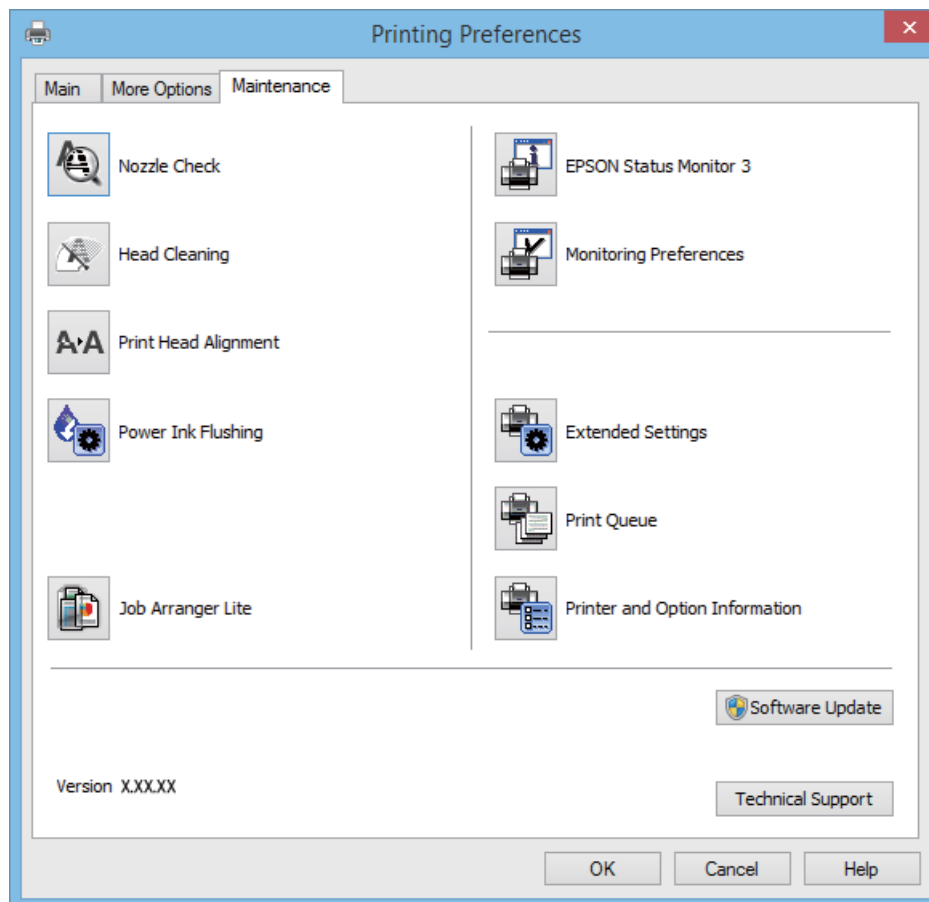 Printing Preferences
Main
More Options
Maintenance
Nozzle Check
Head Cleaning
Print Head Alignment
Power Ink Flushing
Job Arranger Lite
EPSON Status Monitor 3
Monitoring Preferences
Extended Settings
Print Queue
Printer and Option Information
Software Update
Version X.XX.XX
Technical Support
OK
Cancel
Help